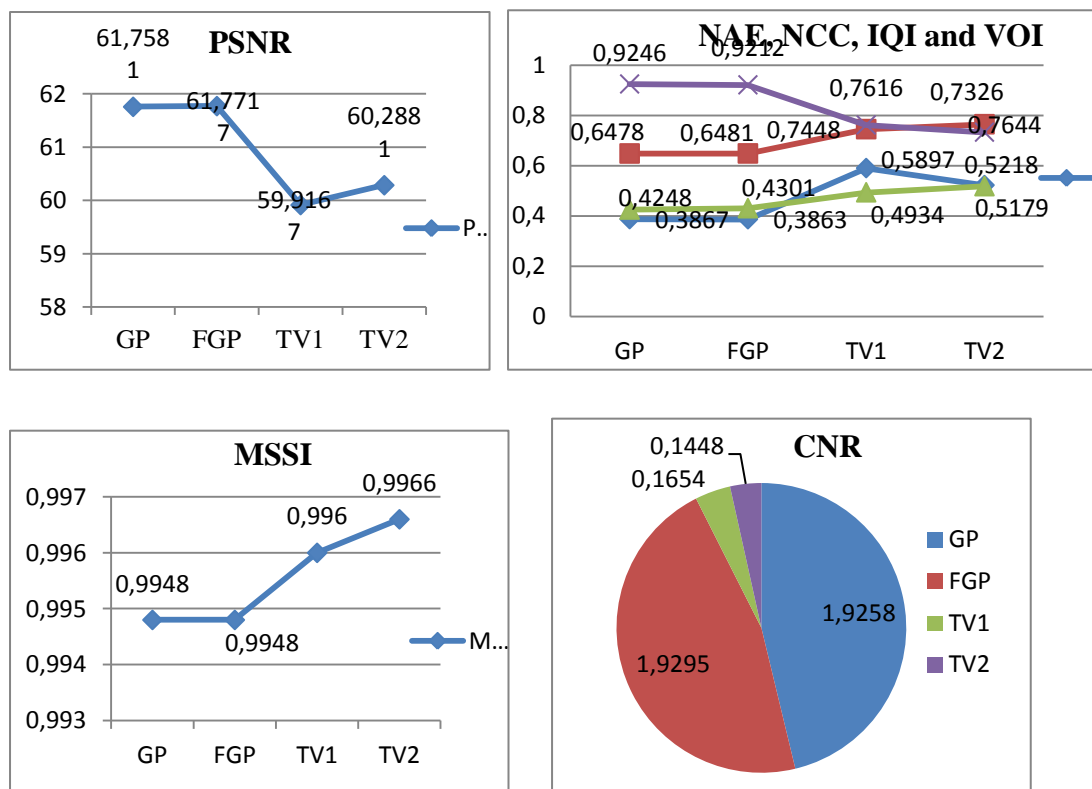 PSNR
61,758
1
61,771
7
59,916
7
60,288
1
62
61
60
59
58
GP
FGP
TV1
TV2
P..
NAE, NCC, IQI and VOI
0,9246
0,9212
0,7616
0,7326
0,6478
0,6481
0,7448
0,7644
0,5897
0,5218
0,4248
0,4301
0,4934
0,5179
0,3867
0,3863
1
0,8
0,6
0,4
0,2
0
GP
FGP
TV1
TV2
MSSI
0,9948
0,9948
0,996
0,9966
0,997
0,996
0,995
0,994
0,993
GP
FGP
TV1
TV2
M...
CNR
0,1448
0,1654
1,9258
1,9295
GP
FGP
TV1
TV2